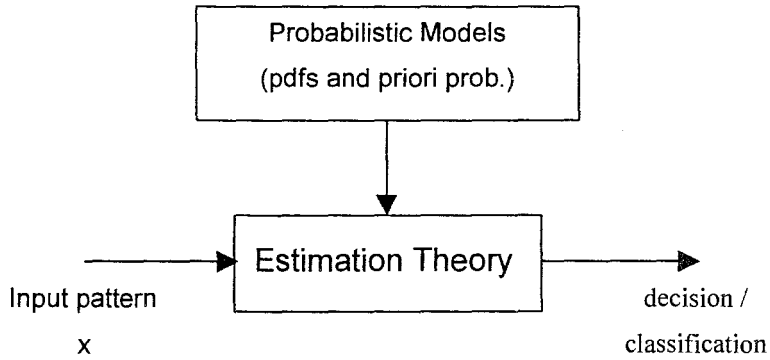 Probabilistic Models
(pdfs and priori prob.)
Estimation Theory
Input pattern
x
decision /
classification